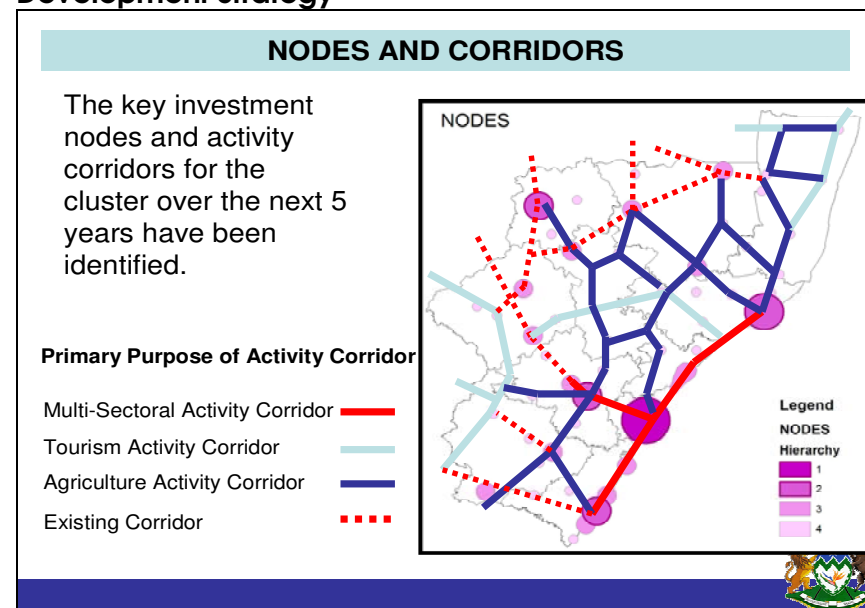 Development strategy
NODES AND CORRIDORS
The key investment
nodes and activity
corridors for the
cluster over the next 5
years have been
identified.
Primary Purpose of Activity Corridor
Multi-Sectoral Activity Corridor
Tourism Activity Corridor
Agriculture Activity Corridor
Existing Corridor
NODES
Legend
NODES
Hierarchy
1
2
3
4